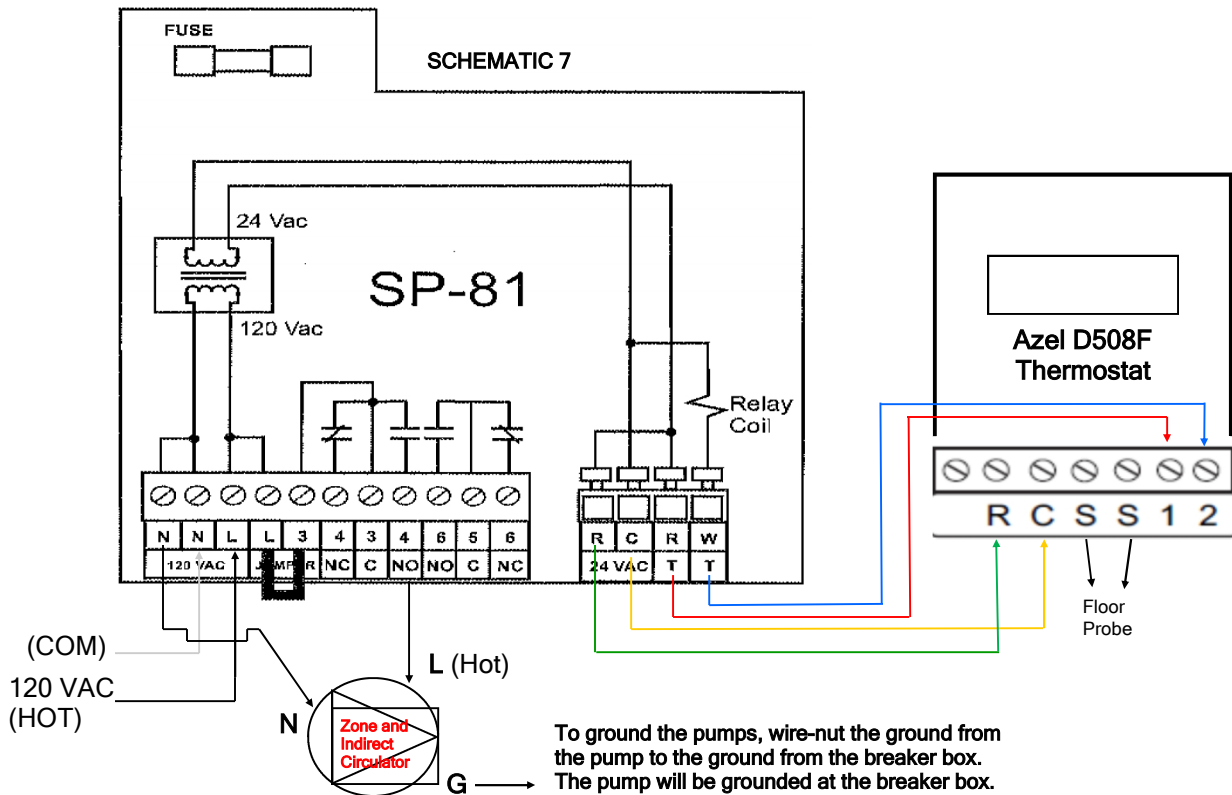 FUSE
SCHEMATIC 7
24 Vac
SP-81
120 Vac
Relay
Coil
Azel D508F
Thermostat
N N L L 3 4 3 4 6 5 6
120 VAC JUMPER NC C NO NO C NC
R C R W
24 VAC T T
R C S S 1 2
Floor
Probe
(COM)
120 VAC
(HOT)
L (Hot)
N
Zone and
Indirect
Circulator
G
To ground the pumps, wire-nut the ground from
the pump to the ground from the breaker box.
The pump will be grounded at the breaker box.